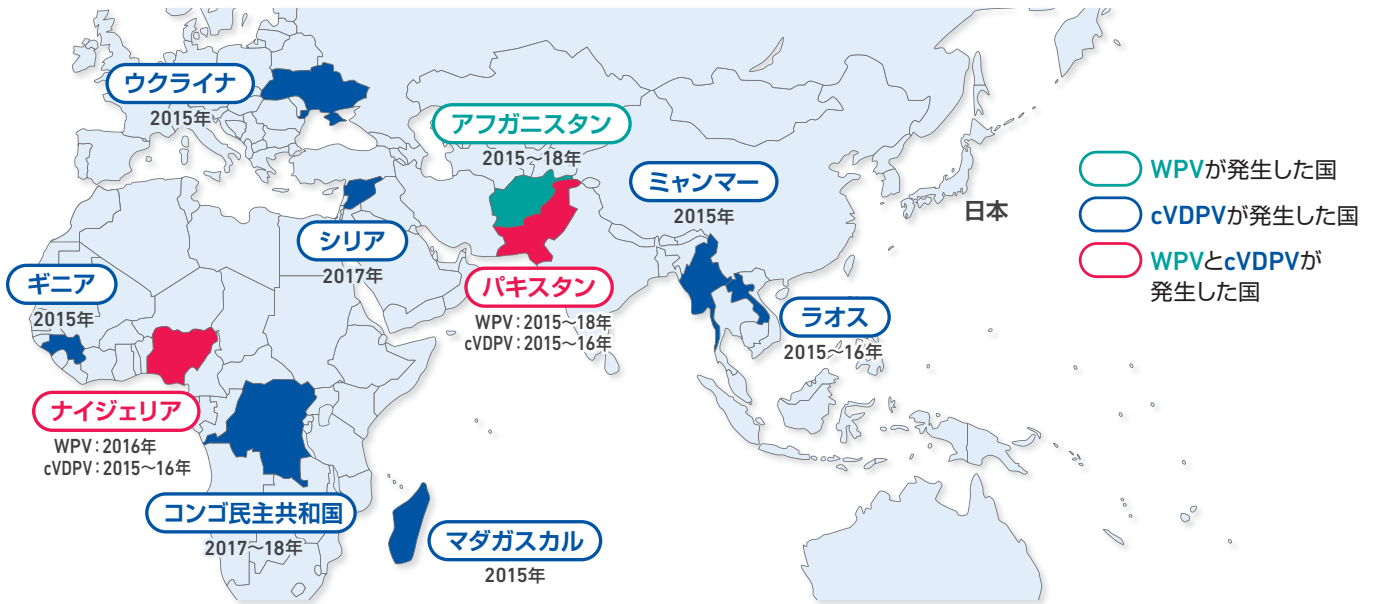 ウクライナ
2015年
アフガニスタン
2015〜18年
ミャンマー
2015年
日本
シリア
2017年
ギニア
2015年
パキスタン
WPV：2015〜18年
cVDPV：2015〜16年
ラオス
2015〜16年
ナイジェリア
WPV：2016年
cVDPV：2015〜16年
コンゴ民主共和国
2017〜18年
マダガスカル
2015年
WPVが発生した国
cVDPVが発生した国
WPVとcVDPVが
発生した国